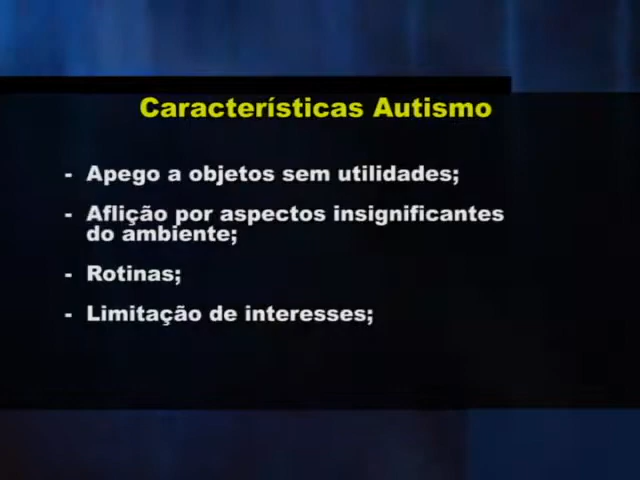 Características Autismo
- Apego a objetos sem utilidades;
- Aflição por aspectos insignificantes
do ambiente;
- Rotinas;
- Limitação de interesses;